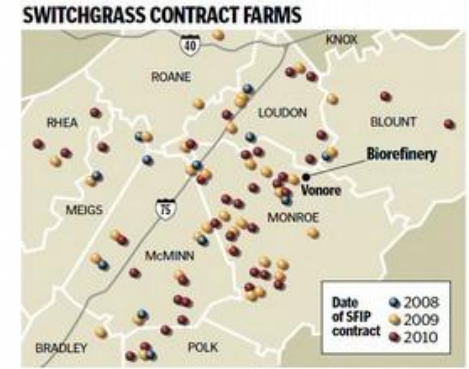 SWITCHGRASS CONTRACT FARMS
40
KNOX
ROANE
LOUDON
RHEA
BLOUNT
Biorefinery
Vonore
MEIGS
75
MONROE
McMINN
Date
of SFIP
contract
2008
2009
2010
BRADLEY
POLK